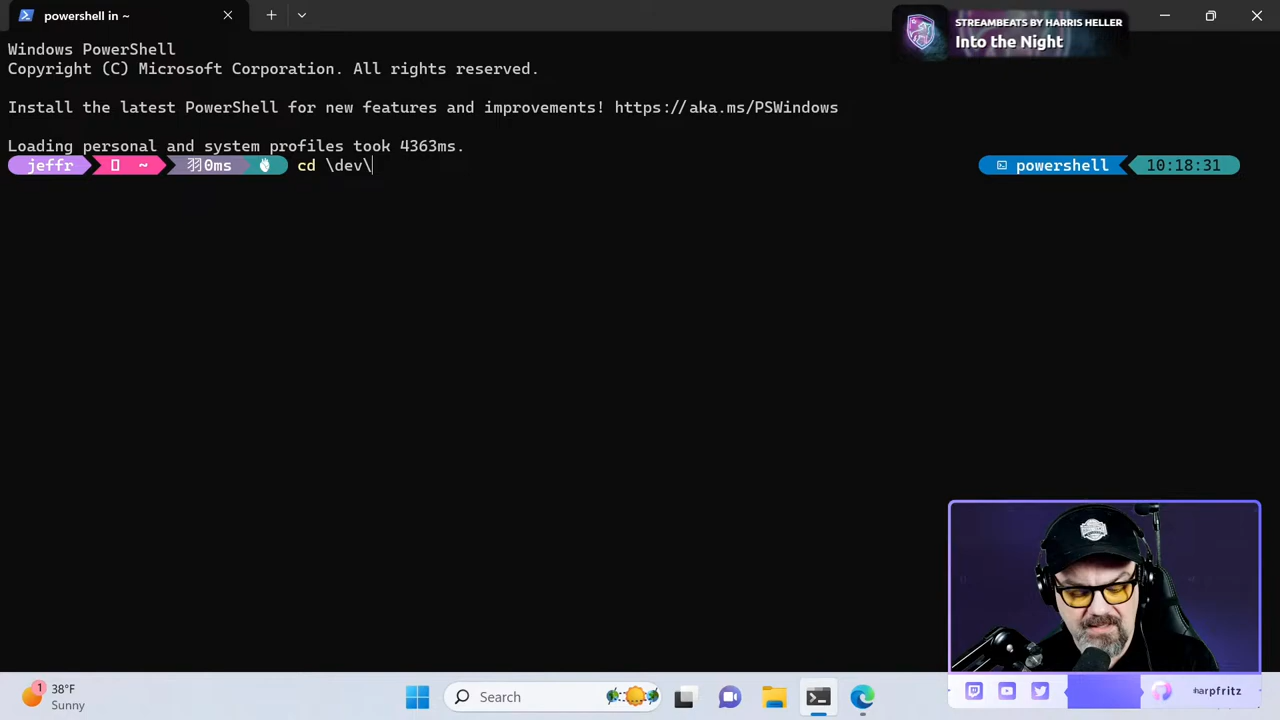 powershell in ~
STREAMBEATS BY HARRIS HELLER
Into the Night
Windows PowerShell
Copyright (C) Microsoft Corporation. All rights reserved.
Install the latest PowerShell for new features and improvements! https://aka.ms/PSWindows
Loading personal and system profiles took 4363ms.
jeffr ~ 0ms cd \dev\ powershell 10:18:31
1 38°F
Sunny
Search
harpfritz